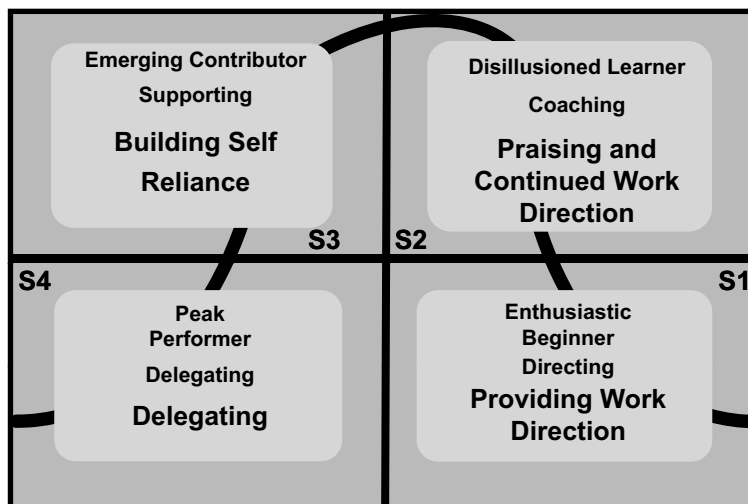 Emerging Contributor
Supporting
Building Self
Reliance
S3
Disillusioned Learner
Coaching
Praising and
Continued Work
Direction
S2
S4
Peak
Performer
Delegating
Delegating
S1
Enthusiastic
Beginner
Directing
Providing Work
Direction